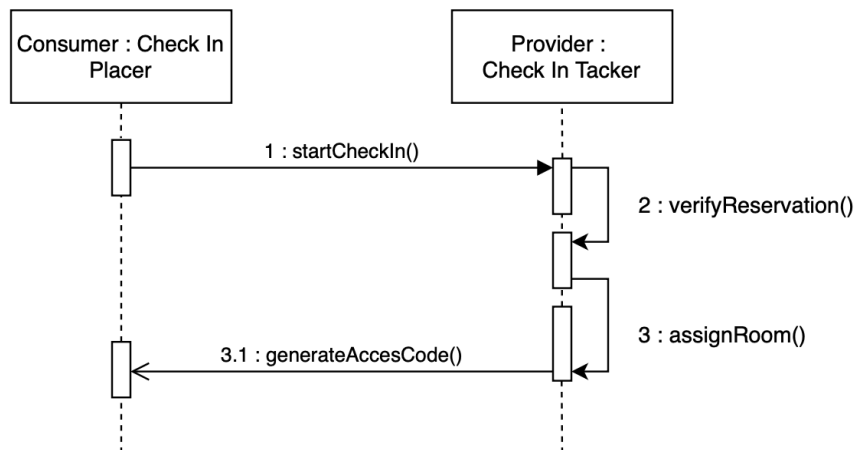 Consumer : Check In
Placer
Provider :
Check In Tacker
1 : startCheckIn()
2 : verifyReservation()
3 : assignRoom()
3.1 : generateAccesCode()